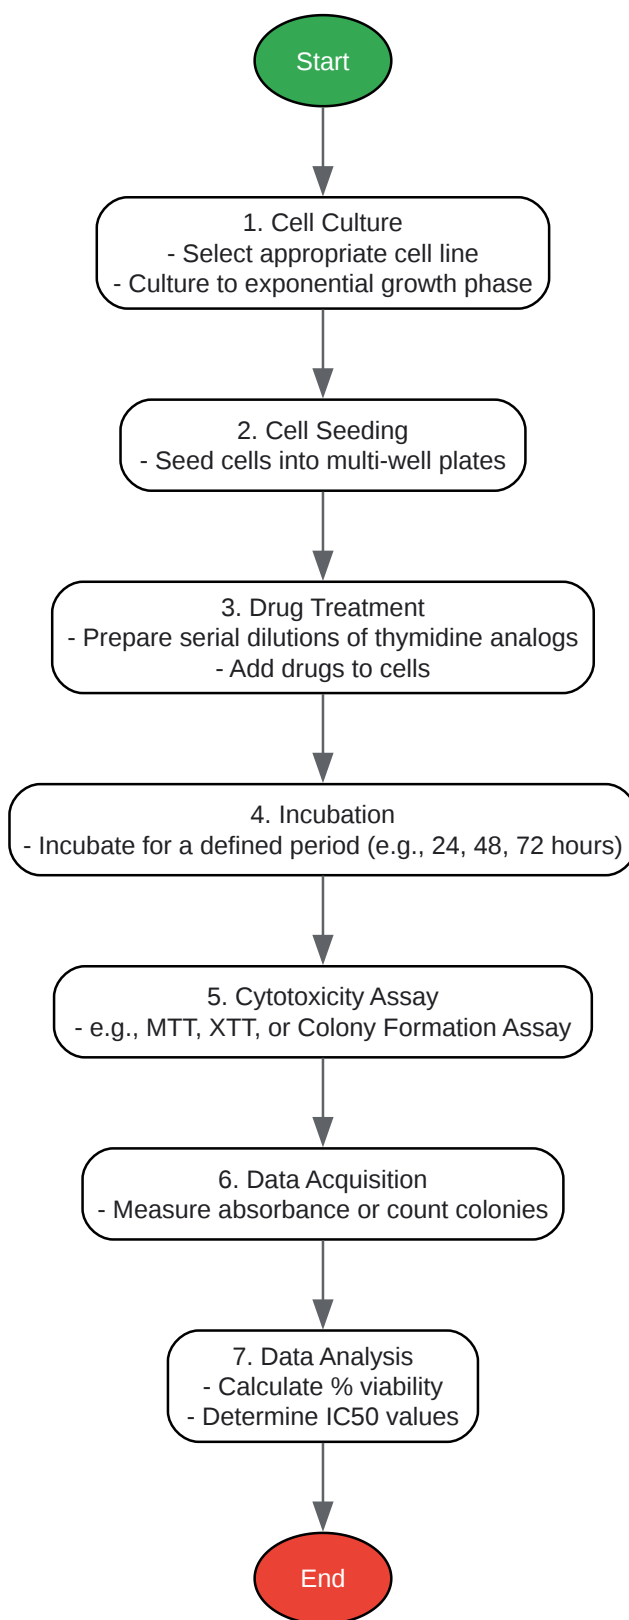 Start
1. Cell Culture
- Select appropriate cell line
- Culture to exponential growth phase
2. Cell Seeding
- Seed cells into multi-well plates
3. Drug Treatment
- Prepare serial dilutions of thymidine analogs
- Add drugs to cells
4. Incubation
- Incubate for a defined period (e.g., 24, 48, 72 hours)
5. Cytotoxicity Assay
- e.g., MTT, XTT, or Colony Formation Assay
6. Data Acquisition
- Measure absorbance or count colonies
7. Data Analysis
- Calculate % viability
- Determine IC50 values
End